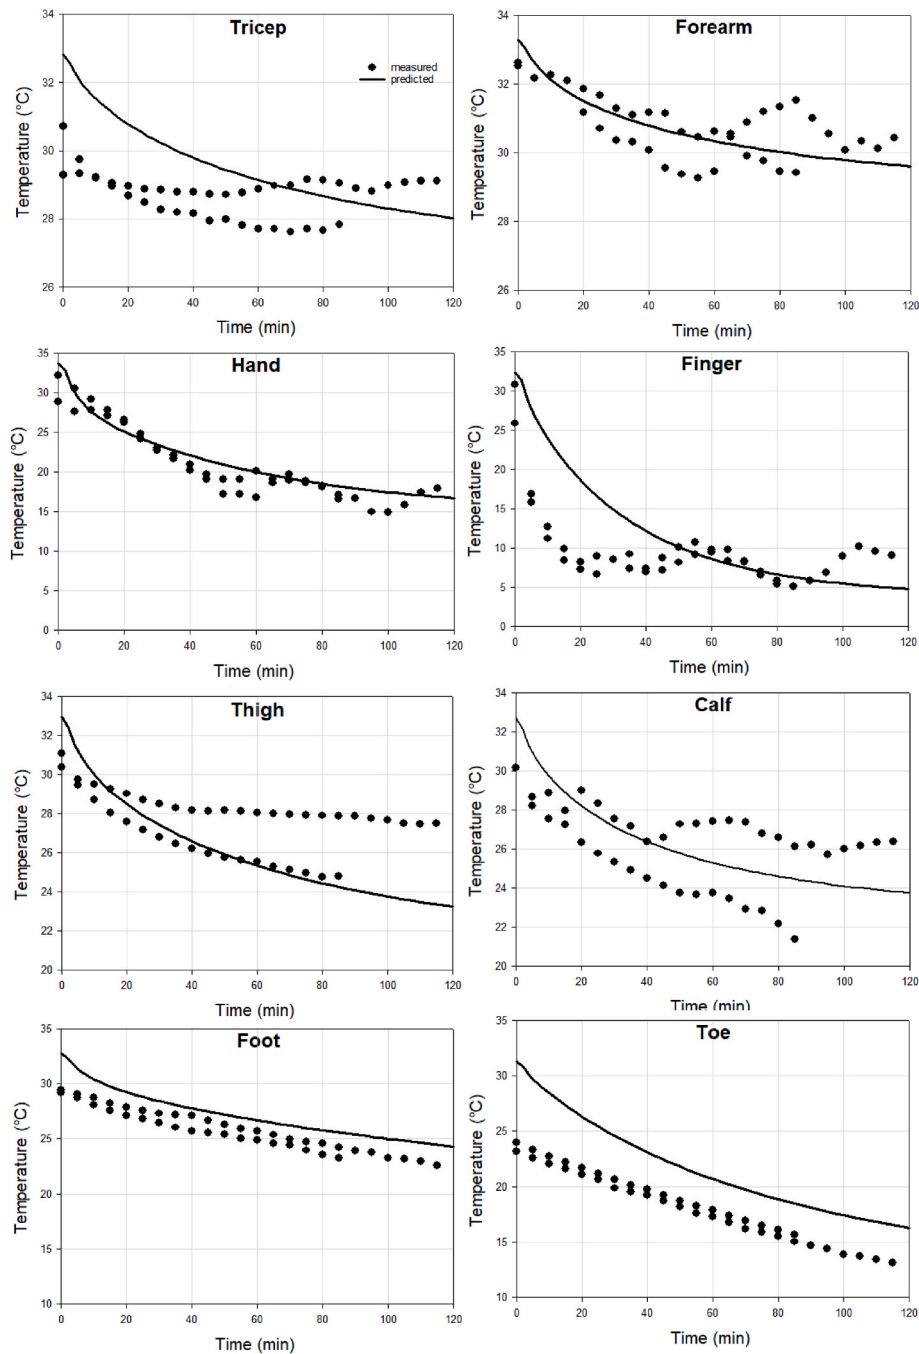 Tricep
34
32
30
28
26
Temperature (°C)
measured
predicted
0 20 40 60 80 100 120
Time (min)
Forearm
34
32
30
28
26
Temperature (°C)
0 20 40 60 80 100 120
Time (min)
Hand
35
30
25
20
15
10
5
0
Temperature (°C)
0 20 40 60 80 100 120
Time (min)
Finger
35
30
25
20
15
10
5
0
Temperature (°C)
0 20 40 60 80 100 120
Time (min)
Thigh
34
32
30
28
26
24
22
20
Temperature (°C)
0 20 40 60 80 100 120
Time (min)
Calf
34
32
30
28
26
24
22
20
Temperature (°C)
0 20 40 60 80 100 120
Time (min)
Foot
35
30
25
20
15
10
Temperature (°C)
0 20 40 60 80 100 120
Time (min)
Toe
35
30
25
20
15
10
Temperature (°C)
0 20 40 60 80 100 120
Time (min)